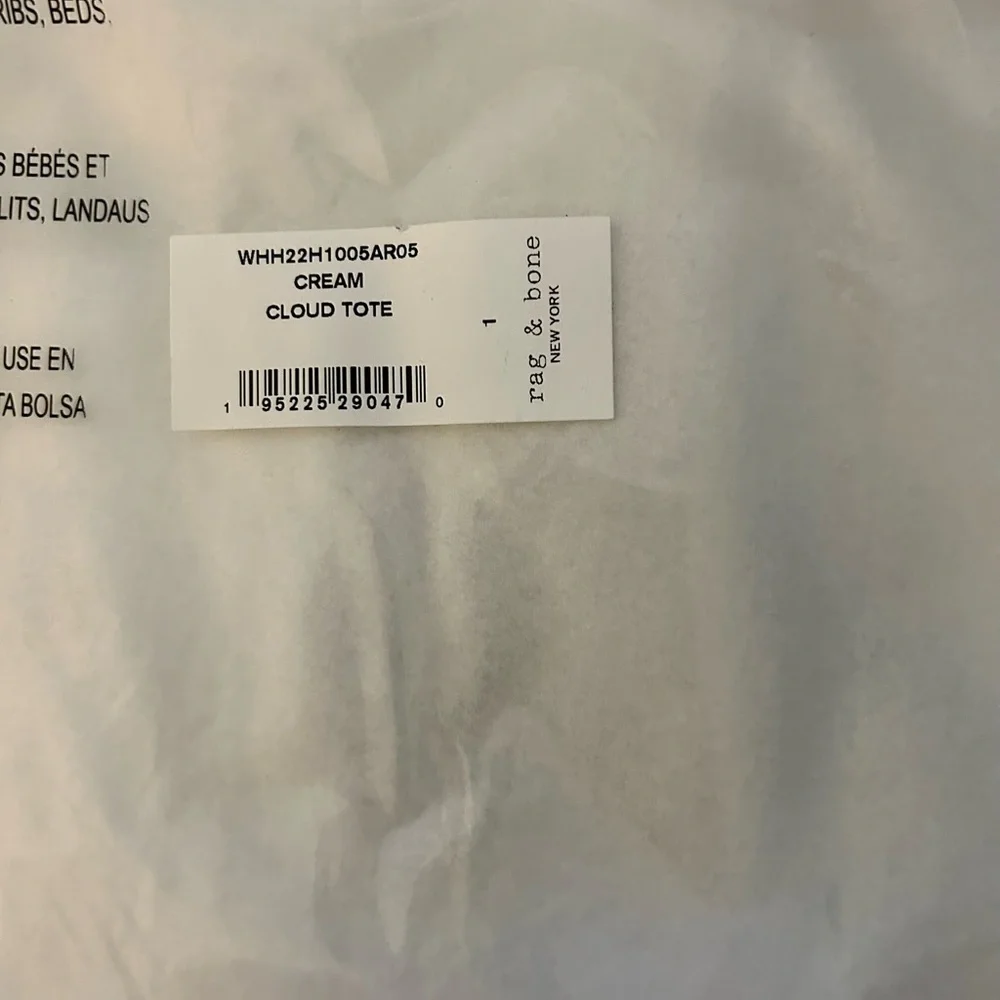 RIBS, BEDS.
S BÉBÉS ET
LITS, LANDAUS
USE EN
TA BOLSA
WHH22H1005AR05
CREAM
CLOUD TOTE
1 95225 29047 0
1
rag & bone
NEW YORK